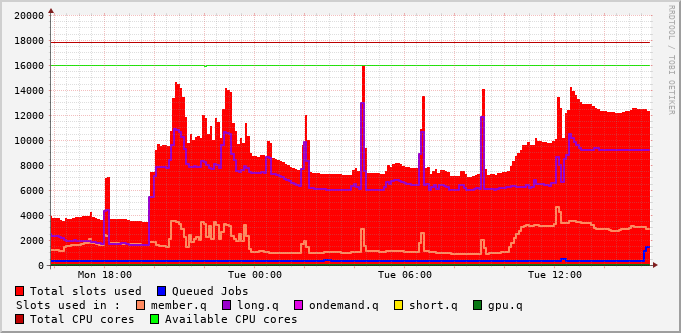 20000
18000
16000
14000
12000
10000
8000
6000
4000
2000
0
Mon 18:00 Tue 00:00 Tue 06:00 Tue 12:00
RRDTOOL / TOBI OETIKER
Total slots used Queued Jobs
Slots used in : member.q long.q ondemand.q short.q gpu.q
Total CPU cores Available CPU cores